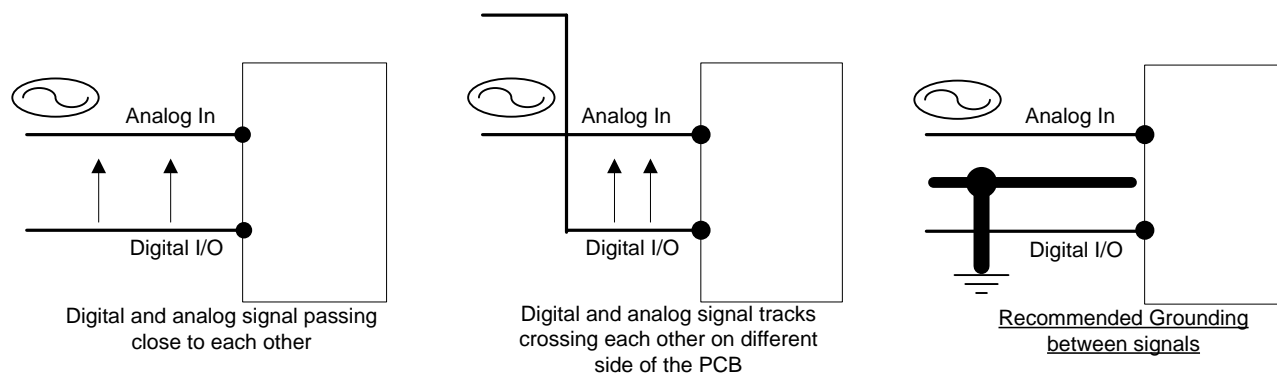 Analog In
Digital I/O
Digital and analog signal passing
close to each other
Analog In
Digital I/O
Digital and analog signal tracks
crossing each other on different
side of the PCB
Analog In
Digital I/O
Recommended Grounding
between signals